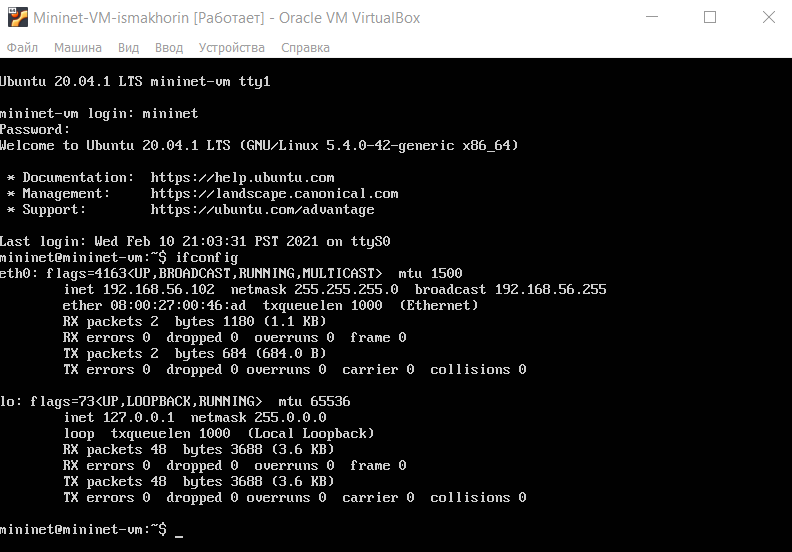 Mininet-VM-ismakhorin [Работает] - Oracle VM VirtualBox
Файл Машина Вид Ввод Устройства Справка
Ubuntu 20.04.1 LTS mininet-vm tty1
mininet-vm login: mininet
Password:
Welcome to Ubuntu 20.04.1 LTS (GNU/Linux 5.4.0-42-generic x86_64)
* Documentation:  https://help.ubuntu.com
* Management:     https://landscape.canonical.com
* Support:        https://ubuntu.com/advantage
Last login: Wed Feb 10 21:03:31 PST 2021 on ttyS0
mininet@mininet-vm:~$ ifconfig
eth0: flags=4163<UP,BROADCAST,RUNNING,MULTICAST>  mtu 1500
inet 192.168.56.102  netmask 255.255.255.0  broadcast 192.168.56.255
ether 08:00:27:00:46:ad  txqueuelen 1000  (Ethernet)
RX packets 2  bytes 1180 (1.1 KB)
RX errors 0  dropped 0  overruns 0  frame 0
TX packets 2  bytes 684 (684.0 B)
TX errors 0  dropped 0 overruns 0  carrier 0  collisions 0
lo: flags=73<UP,LOOPBACK,RUNNING>  mtu 65536
inet 127.0.0.1  netmask 255.0.0.0
loop  txqueuelen 1000  (Local Loopback)
RX packets 48  bytes 3688 (3.6 KB)
RX errors 0  dropped 0  overruns 0  frame 0
TX packets 48  bytes 3688 (3.6 KB)
TX errors 0  dropped 0 overruns 0  carrier 0  collisions 0
mininet@mininet-vm:~$ _